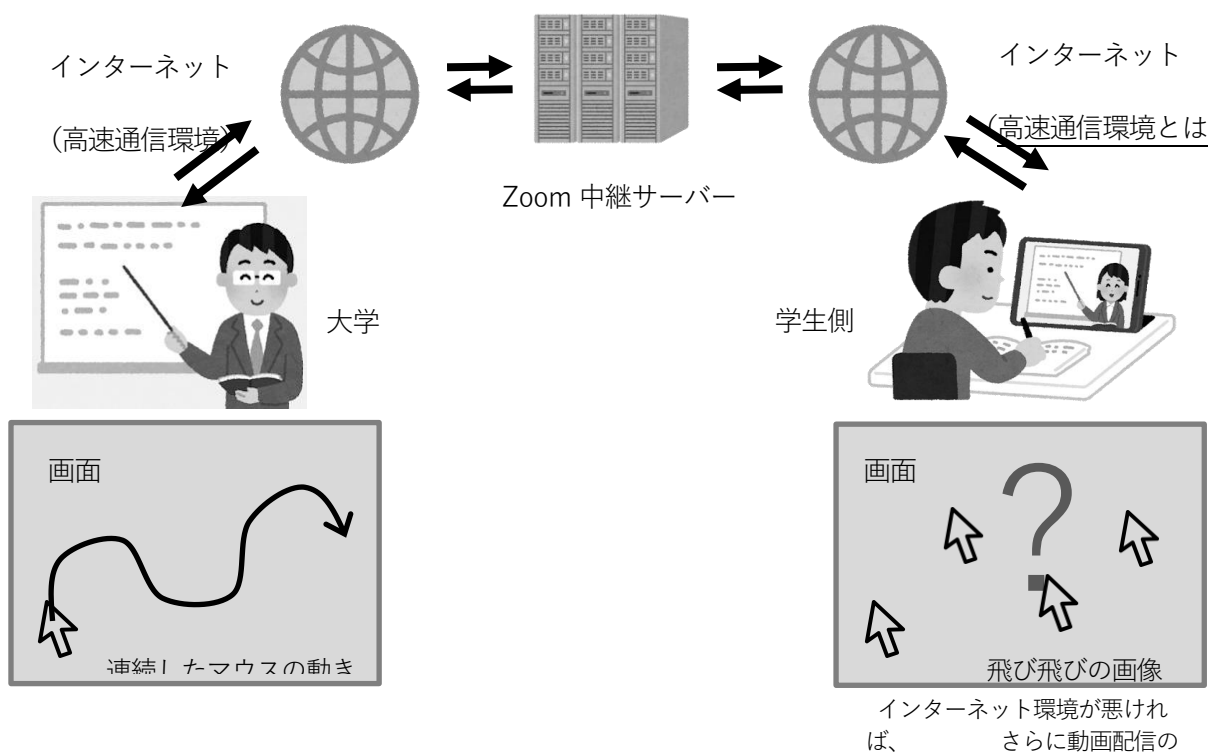 インターネット
(高速通信環境)
Zoom 中継サーバー
インターネット
(高速通信環境とは
大学
学生側
画面
連続したマウスの動き
画面
?
飛び飛びの画像
インターネット環境が悪けれ
ば、 さらに動画配信の